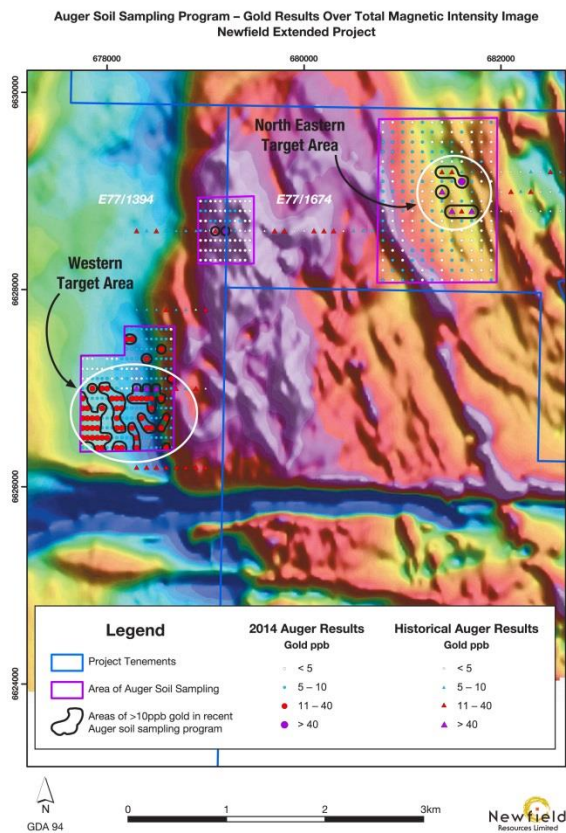 Auger Soil Sampling Program – Gold Results Over Total Magnetic Intensity Image
Newfield Extended Project
678000
680000
682000
6630000
North Eastern
Target Area
E77/1394
E77/1674
6628000
Western
Target Area
6626000
Legend
Project Tenements
Area of Auger Soil Sampling
Areas of >10ppb gold in recent
Auger soil sampling program
2014 Auger Results
Gold ppb
< 5
5 – 10
11 – 40
> 40
Historical Auger Results
Gold ppb
< 5
5 – 10
11 – 40
> 40
6624000
N
GDA 94
0
1
2
3km
Newfield
Resources Limited